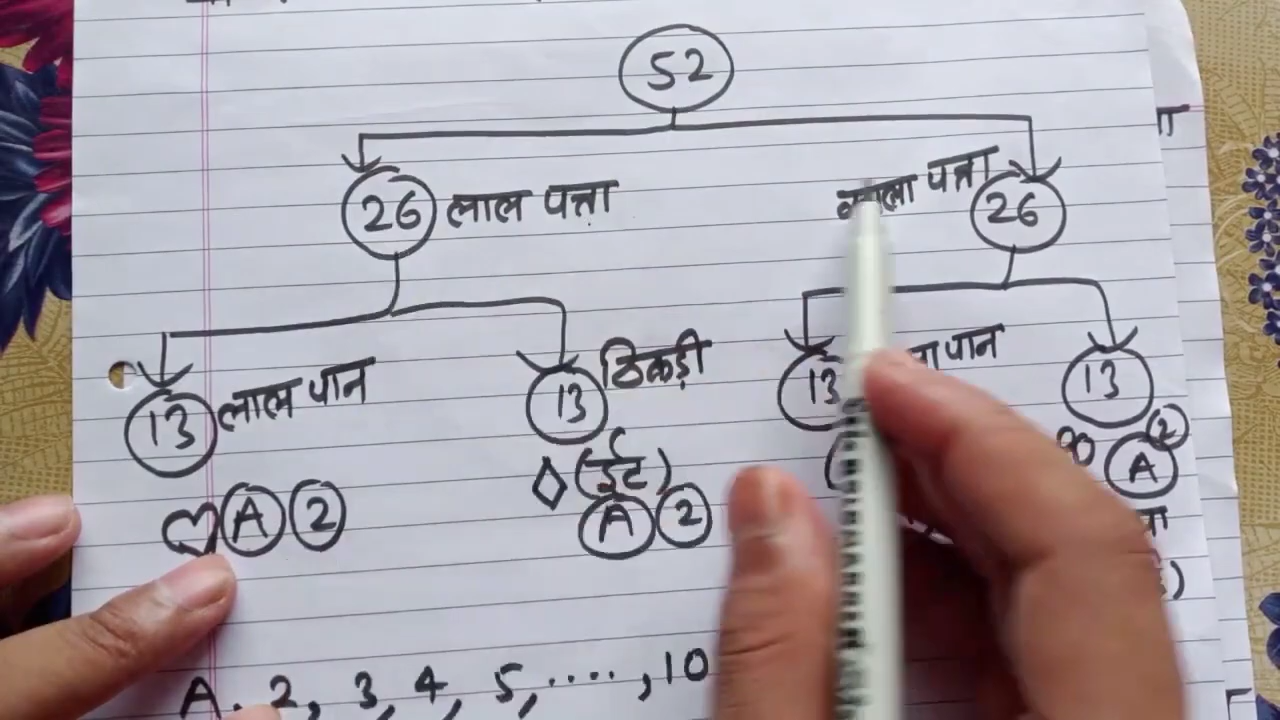 52
26 लाल पत्ता
काला पत्ता 26
13 लाल पान
13 ठिकड़ी
13 पान
13
(ईंट)
A 2
A 2
A 2
A, 2, 3, 4, 5, ...., 10